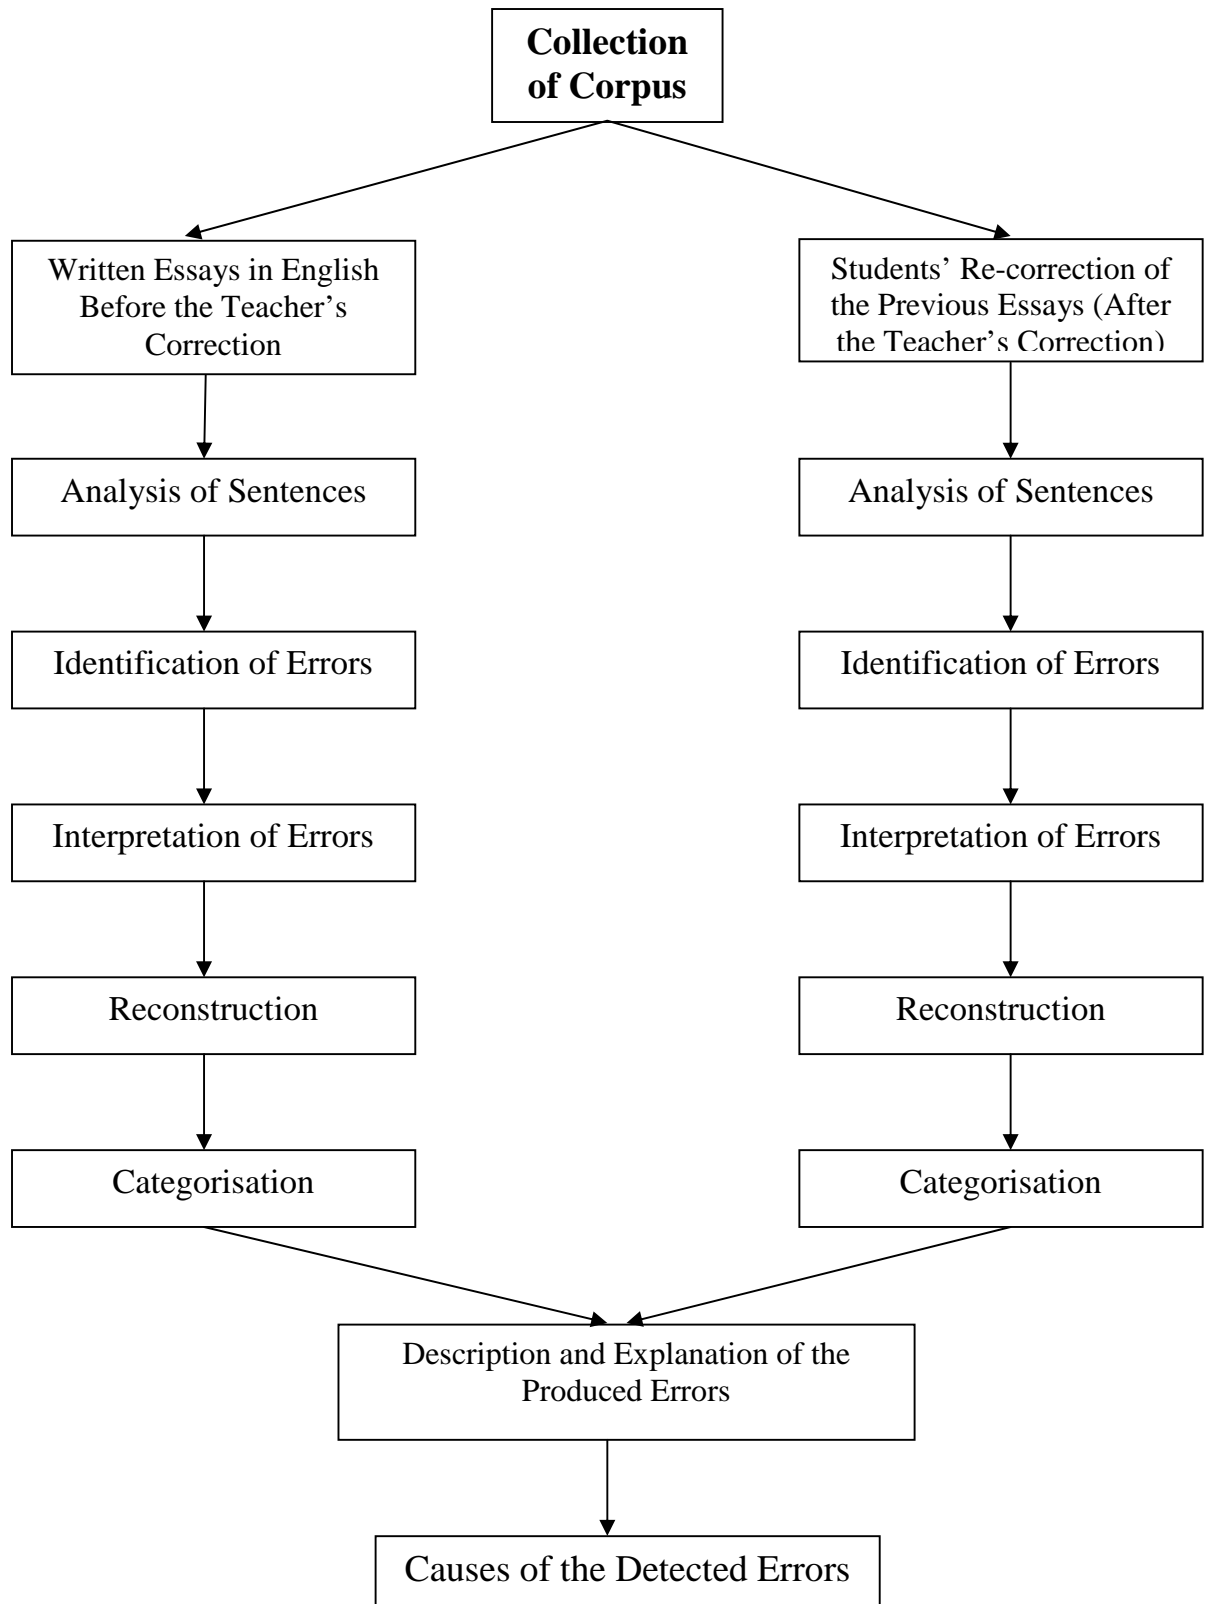 Collection
of Corpus
Written Essays in English
Before the Teacher’s
Correction
Students’ Re-correction of
the Previous Essays (After
the Teacher’s Correction)
Analysis of Sentences
Analysis of Sentences
Identification of Errors
Identification of Errors
Interpretation of Errors
Interpretation of Errors
Reconstruction
Reconstruction
Categorisation
Categorisation
Description and Explanation of the
Produced Errors
Causes of the Detected Errors